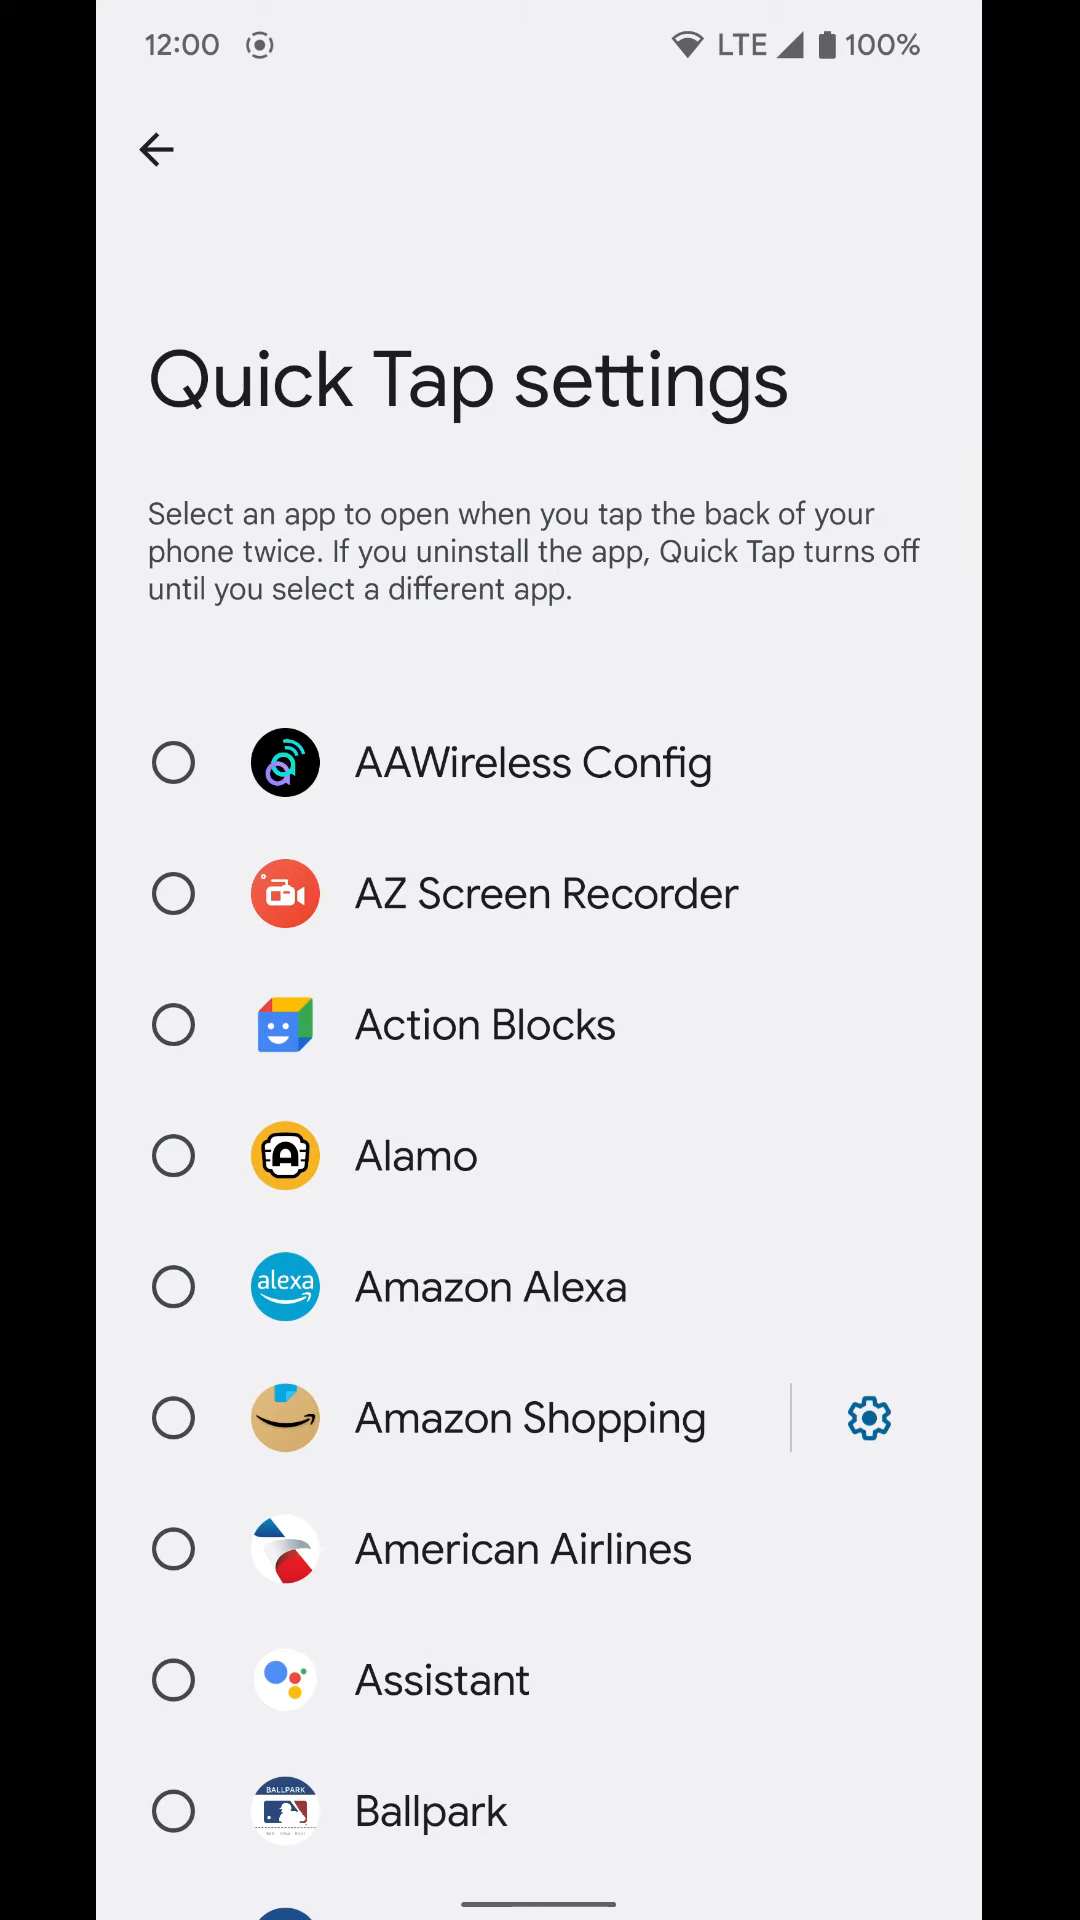 12:00 LTE 100%
Quick Tap settings
Select an app to open when you tap the back of your
phone twice. If you uninstall the app, Quick Tap turns off
until you select a different app.
AAWireless Config
AZ Screen Recorder
Action Blocks
Alamo
alexa Amazon Alexa
Amazon Shopping
American Airlines
Assistant
BALLPARK
Ballpark